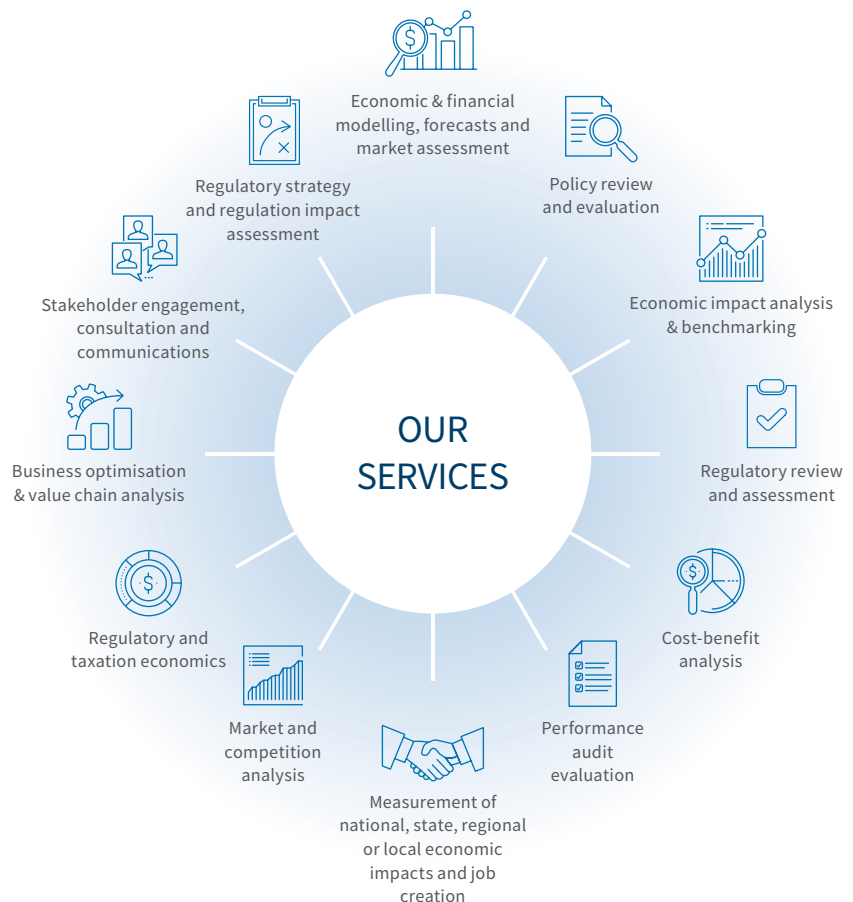 Economic & financial
modelling, forecasts and
market assessment
Policy review
and evaluation
Economic impact analysis
& benchmarking
Regulatory review
and assessment
Cost-benefit
analysis
Performance
audit
evaluation
Measurement of
national, state, regional
or local economic
impacts and job
creation
Market and
competition
analysis
Regulatory and
taxation economics
Business optimisation
& value chain analysis
Stakeholder engagement,
consultation and
communications
Regulatory strategy
and regulation impact
assessment
OUR
SERVICES